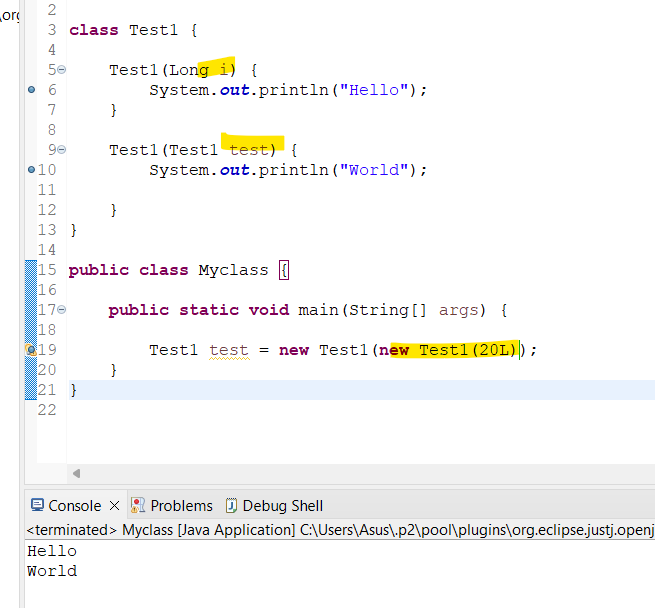 \org
2
3 class Test1 {
4
5 Test1(Long i) {
6 System.out.println("Hello");
7 }
8
9 Test1(Test1 test) {
10 System.out.println("World");
11
12 }
13 }
14
15 public class Myclass {
16
17 public static void main(String[] args) {
18
19 Test1 test = new Test1(new Test1(20L));
20 }
21 }
22
Console Problems Debug Shell
<terminated> Myclass [Java Application] C:\Users\Asus\.p2\pool\plugins\org.eclipse.justj.openj
Hello
World